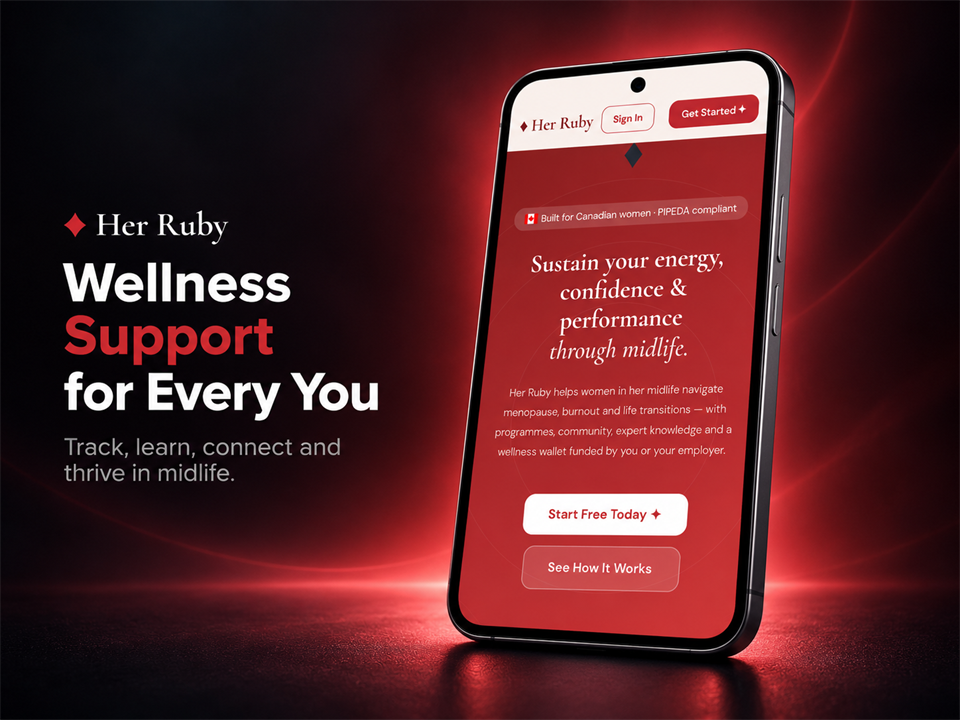 Her Ruby
Wellness
Support
for Every You
Track, learn, connect and
thrive in midlife.
Her Ruby
Sign In
Get Started
Built for Canadian women · PIPEDA compliant
Sustain your energy,
confidence &
performance
through midlife.
Her Ruby helps women in her midlife navigate
menopause, burnout and life transitions — with
programmes, community, expert knowledge and a
wellness wallet funded by you or your employer.
Start Free Today
See How It Works